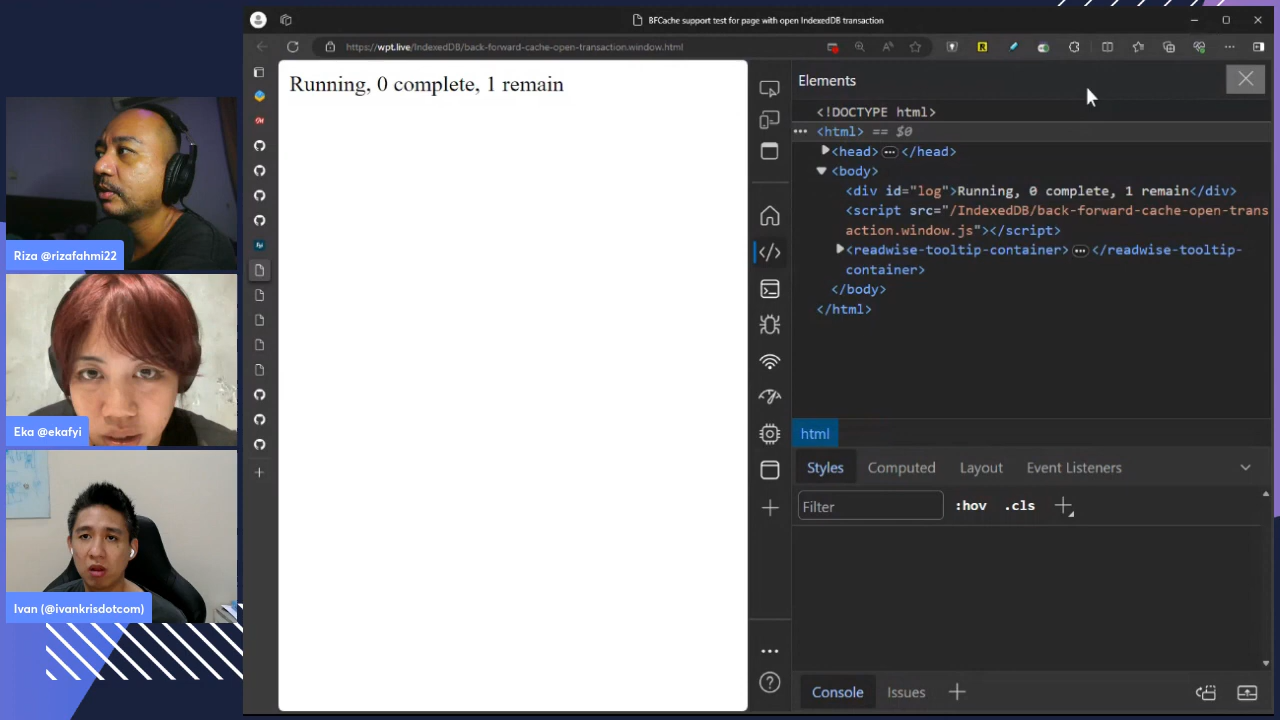 BFCache support test for page with open IndexedDB transaction
https://wpt.live/IndexedDB/back-forward-cache-open-transaction.window.html
Riza @rizafahmi22
Eka @ekafyi
Ivan (@ivankrisdotcom)
Running, 0 complete, 1 remain
Elements
<!DOCTYPE html>
<html> == $0
<head> ... </head>
<body>
<div id="log">Running, 0 complete, 1 remain</div>
<script src="/IndexedDB/back-forward-cache-open-trans
action.window.js"></script>
<readwise-tooltip-container> ... </readwise-tooltip-
container>
</body>
</html>
html
Styles Computed Layout Event Listeners
Filter :hov .cls
Console Issues